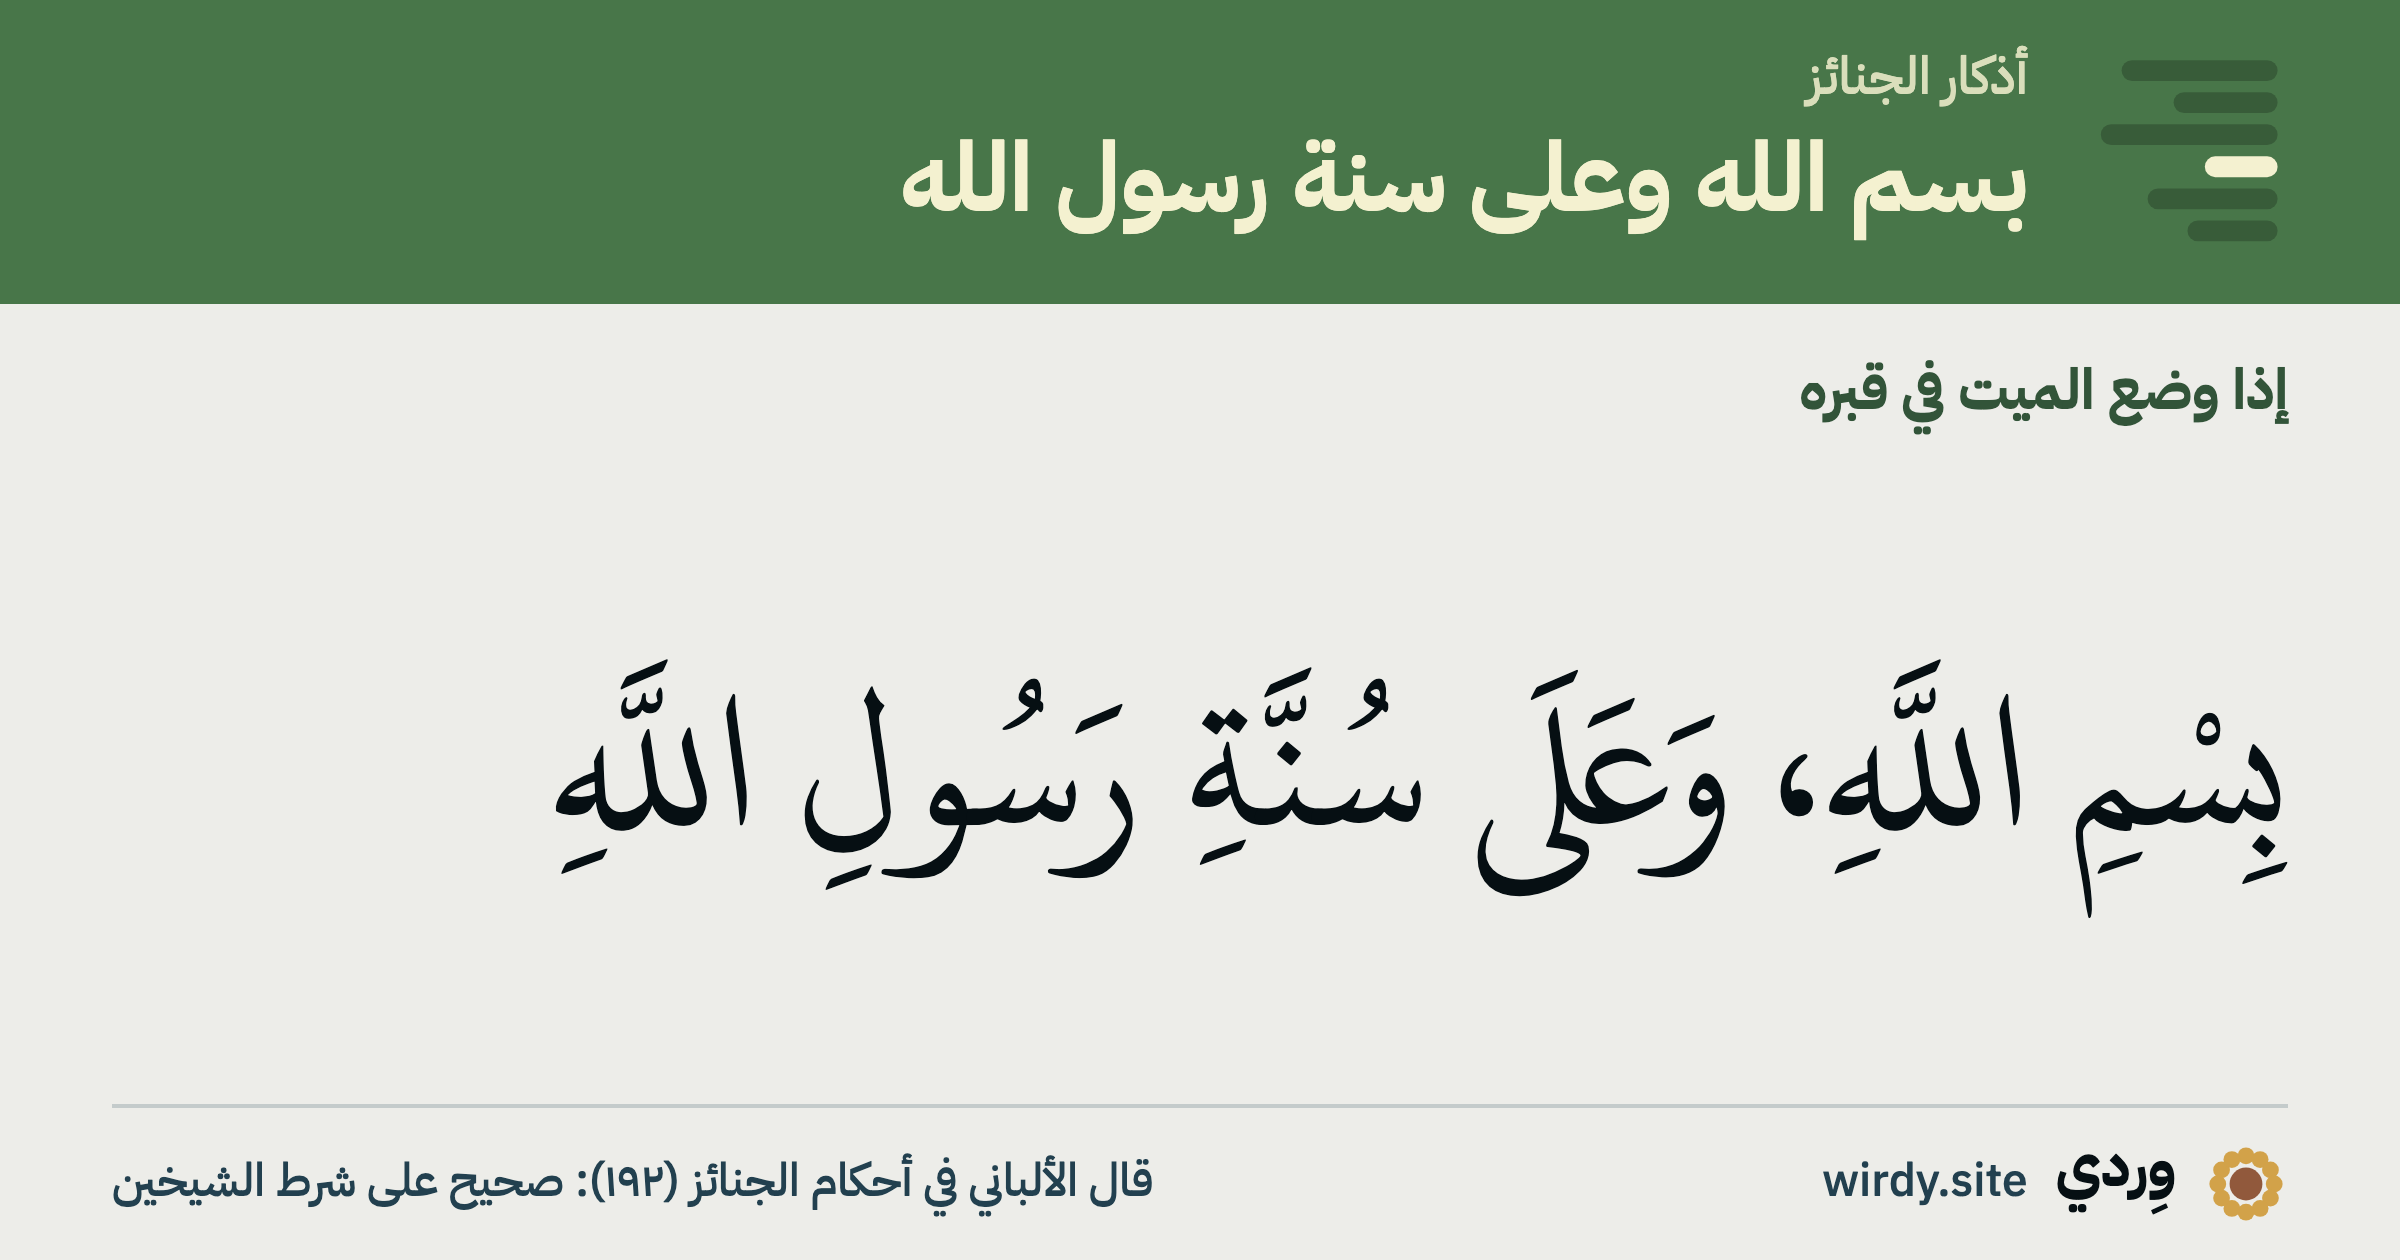 أذكار الجنائز
بسم الله وعلى سنة رسول الله
إذا وضع الميت في قبره
بِسْمِ اللَّهِ، وَعَلَى سُنَّةِ رَسُولِ اللَّهِ
وِردي wirdy.site
قال الألباني في أحكام الجنائز (١٩٢): صحيح على شرط الشيخين